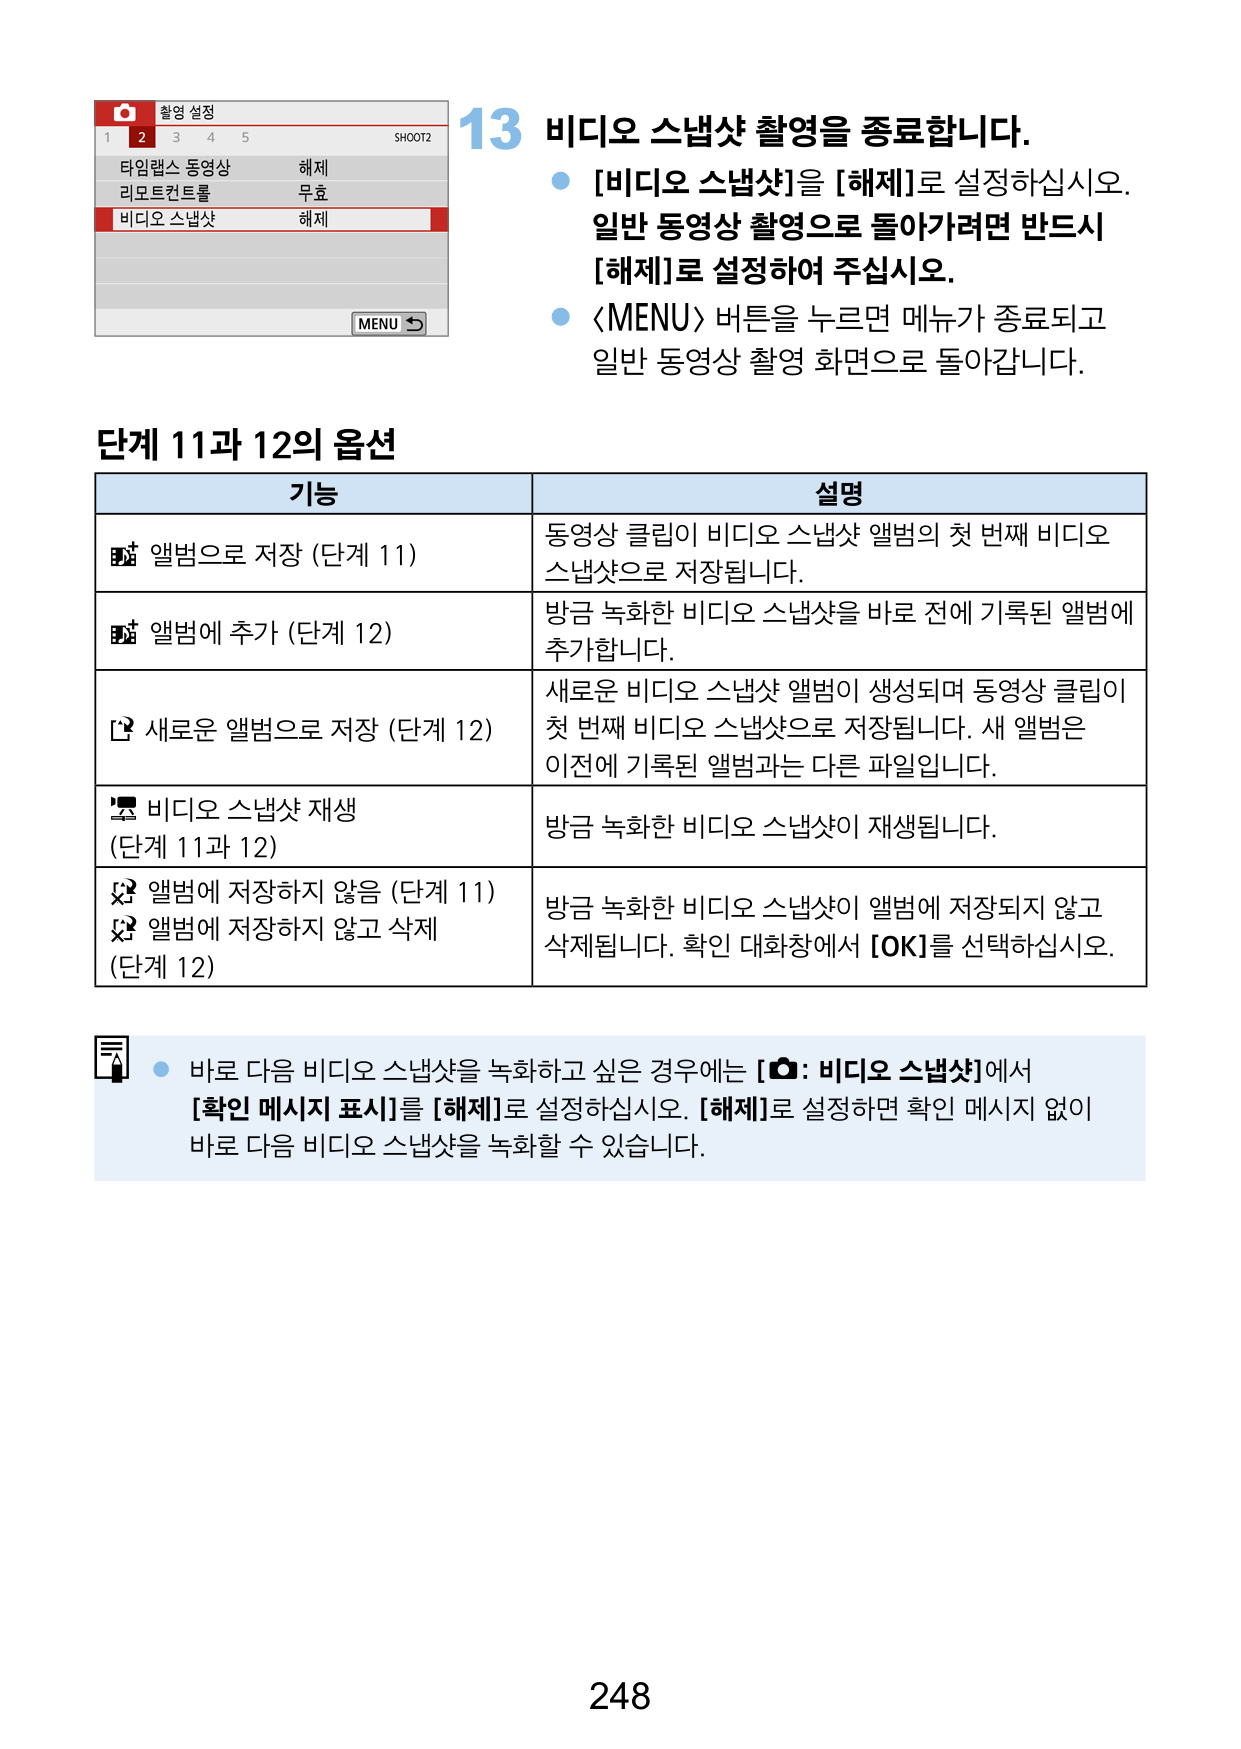 촬영 설정
1 2 3 4 5 SHOOT2
타임랩스 동영상 해제
리모트컨트롤 무효
비디오 스냅샷 해제
MENU
13 비디오 스냅샷 촬영을 종료합니다.
● [비디오 스냅샷]을 [해제]로 설정하십시오.
일반 동영상 촬영으로 돌아가려면 반드시
[해제]로 설정하여 주십시오.
● <MENU> 버튼을 누르면 메뉴가 종료되고
일반 동영상 촬영 화면으로 돌아갑니다.
단계 11과 12의 옵션
기능 설명
앨범으로 저장 (단계 11)
동영상 클립이 비디오 스냅샷 앨범의 첫 번째 비디오
스냅샷으로 저장됩니다.
앨범에 추가 (단계 12)
방금 녹화한 비디오 스냅샷을 바로 전에 기록된 앨범에
추가합니다.
새로운 앨범으로 저장 (단계 12)
새로운 비디오 스냅샷 앨범이 생성되며 동영상 클립이
첫 번째 비디오 스냅샷으로 저장됩니다. 새 앨범은
이전에 기록된 앨범과는 다른 파일입니다.
비디오 스냅샷 재생
(단계 11과 12)
방금 녹화한 비디오 스냅샷이 재생됩니다.
앨범에 저장하지 않음 (단계 11)
앨범에 저장하지 않고 삭제
(단계 12)
방금 녹화한 비디오 스냅샷이 앨범에 저장되지 않고
삭제됩니다. 확인 대화창에서 [OK]를 선택하십시오.
● 바로 다음 비디오 스냅샷을 녹화하고 싶은 경우에는 [📷: 비디오 스냅샷]에서
[확인 메시지 표시]를 [해제]로 설정하십시오. [해제]로 설정하면 확인 메시지 없이
바로 다음 비디오 스냅샷을 녹화할 수 있습니다.
248